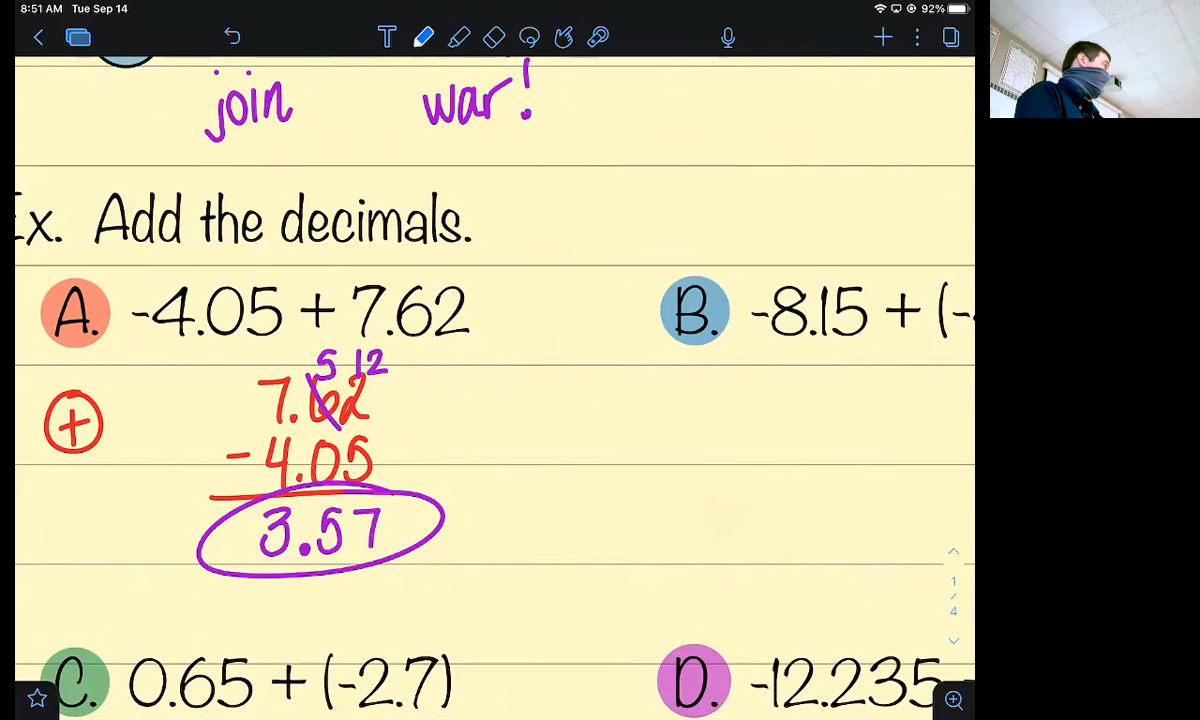 8:51 AM Tue Sep 14
92%
join war!
Ex. Add the decimals.
A. -4.05 + 7.62
B. -8.15 + (-
5 12
+ 7.62
- 4.05
3.57
1
/
4
C. 0.65 + (-2.7)
D. -12.235